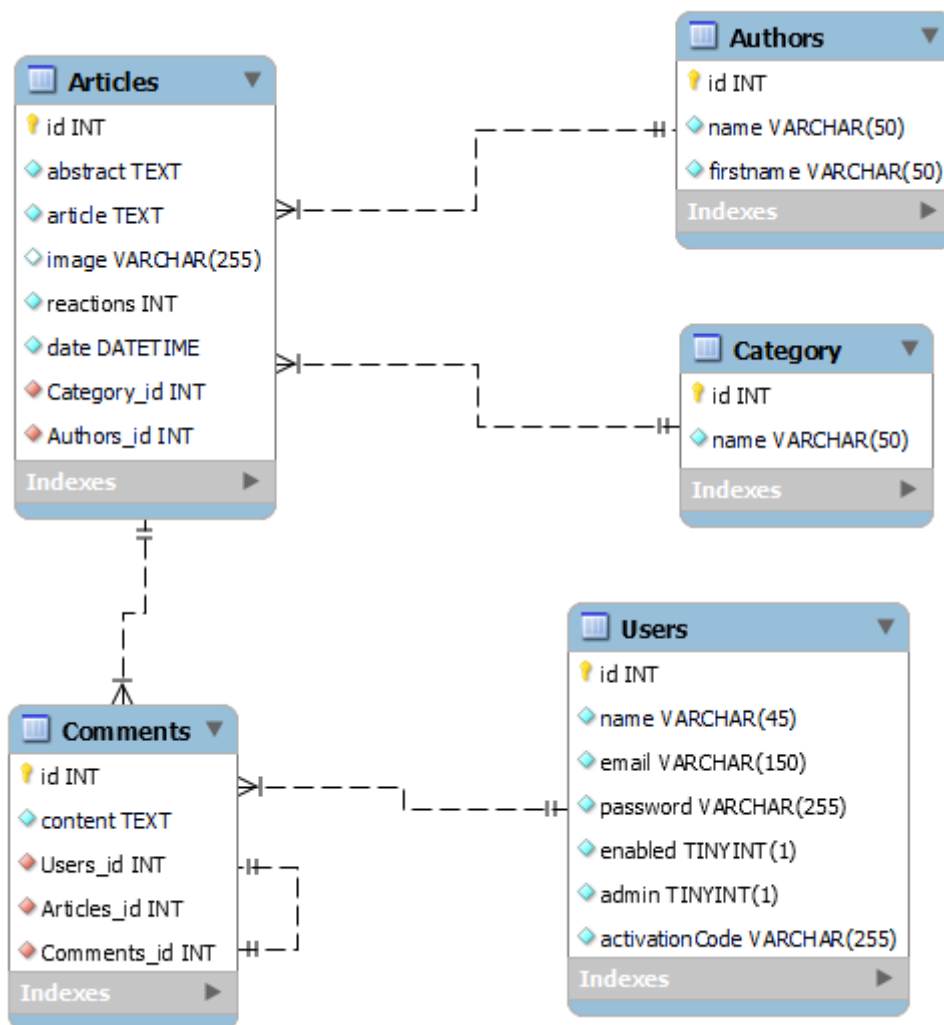 Articles
id INT
abstract TEXT
article TEXT
image VARCHAR(255)
reactions INT
date DATETIME
Category_id INT
Authors_id INT
Indexes
Authors
id INT
name VARCHAR(50)
firstname VARCHAR(50)
Indexes
Category
id INT
name VARCHAR(50)
Indexes
Comments
id INT
content TEXT
Users_id INT
Articles_id INT
Comments_id INT
Indexes
Users
id INT
name VARCHAR(45)
email VARCHAR(150)
password VARCHAR(255)
enabled TINYINT(1)
admin TINYINT(1)
activationCode VARCHAR(255)
Indexes